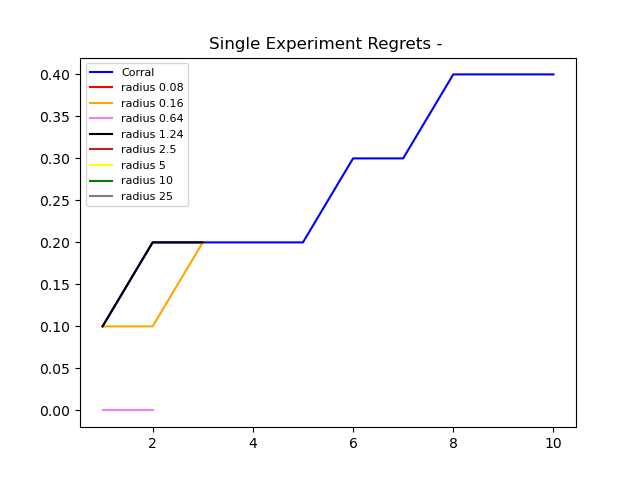 Single Experiment Regrets -
Corral
radius 0.08
radius 0.16
radius 0.64
radius 1.24
radius 2.5
radius 5
radius 10
radius 25
0.40
0.35
0.30
0.25
0.20
0.15
0.10
0.05
0.00
2 4 6 8 10